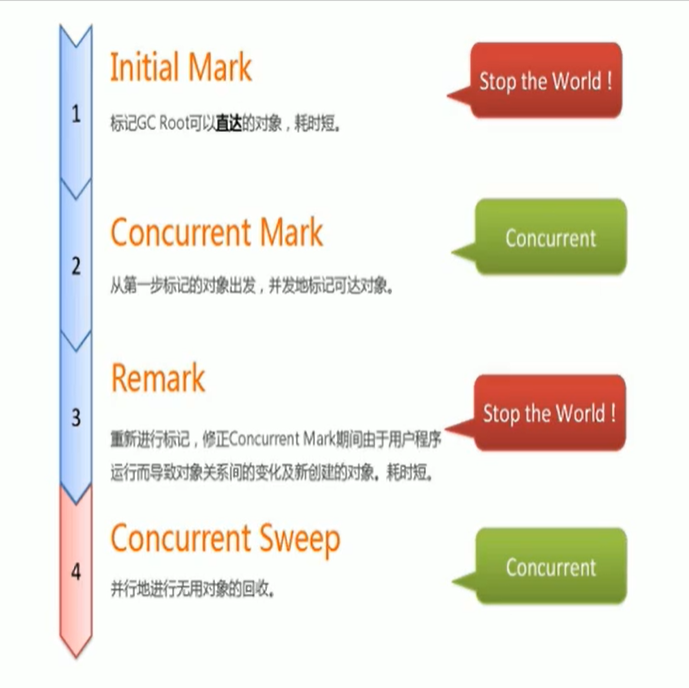 1
Initial Mark
Stop the World !
标记GC Root可以直达的对象，耗时短。
2
Concurrent Mark
Concurrent
从第一步标记的对象出发，并发地标记可达对象。
3
Remark
Stop the World !
重新进行标记，修正Concurrent Mark期间由于用户程序
运行而导致对象关系间的变化及新创建的对象。耗时短。
4
Concurrent Sweep
Concurrent
并行地进行无用对象的回收。